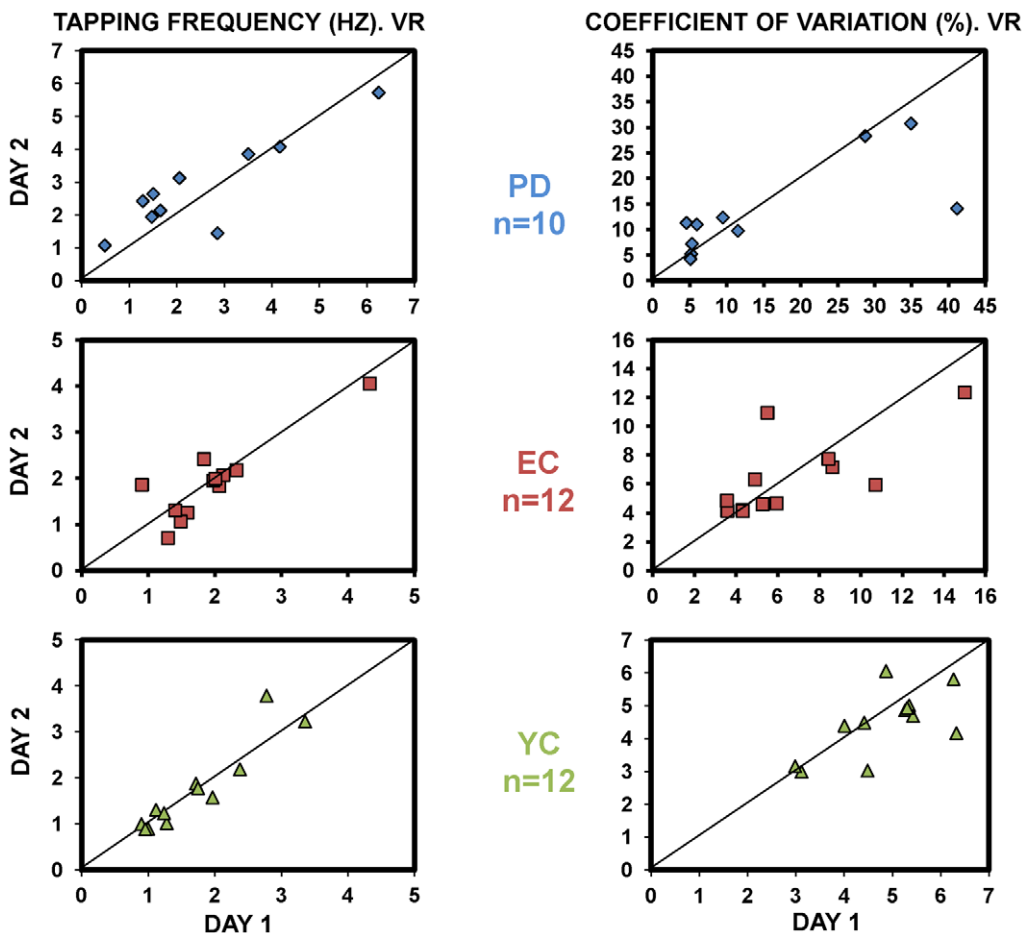 TAPPING FREQUENCY (HZ). VR
COEFFICIENT OF VARIATION (%). VR
7
6
5
4
3
2
1
0
DAY 2
0 1 2 3 4 5 6 7
PD
n=10
45
40
35
30
25
20
15
10
5
0
0 5 10 15 20 25 30 35 40 45
5
4
3
2
1
0
DAY 2
0 1 2 3 4 5
EC
n=12
16
14
12
10
8
6
4
2
0
0 2 4 6 8 10 12 14 16
5
4
3
2
1
0
DAY 2
0 1 2 3 4 5
DAY 1
YC
n=12
7
6
5
4
3
2
1
0
0 1 2 3 4 5 6 7
DAY 1